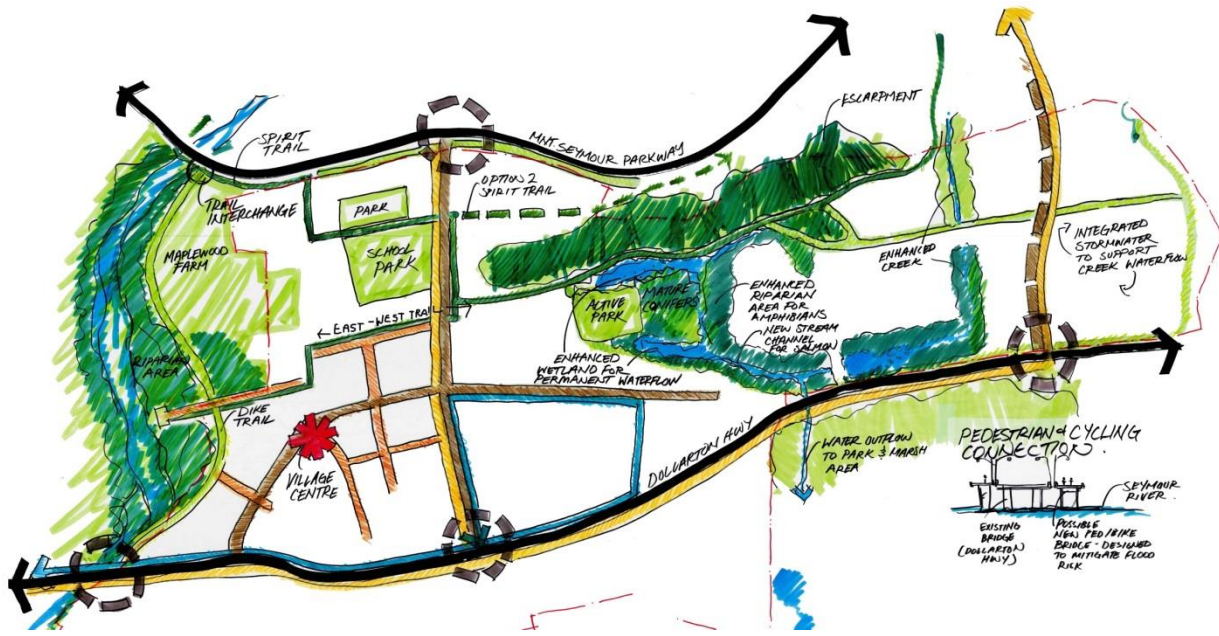 ESCARPMENT
SPIRIT
TRAIL
MNT. SEYMOUR PARKWAY
TRAIL
INTERCHANGE
OPTION 2
SPIRIT TRAIL
PARK
SCHOOL
PARK
MAPLEWOOD
FARM
ENHANCED
CREEK
INTEGRATED
STORMWATER
TO SUPPORT
CREEK WATERFLOW
ACTIVE
PARK
MATURE
CONIFERS
ENHANCED
RIPARIAN
AREA FOR
AMPHIBIANS
NEW STREAM
CHANNEL
FOR SALMON
EAST-WEST TRAIL
RIPARIAN
AREA
ENHANCED
WETLAND FOR
PERMANENT WATERFLOW
DIKE
TRAIL
VILLAGE
CENTRE
DOLLARTON HWY
WATER OUTFLOW
TO PARK &
MARSH
AREA
PEDESTRIAN & CYCLING
CONNECTION.
SEYMOUR
RIVER.
EXISTING
BRIDGE
(DOLLARTON
HWY)
POSSIBLE
NEW PED/BIKE
BRIDGE - DESIGNED
TO MITIGATE FLOOD
RICK